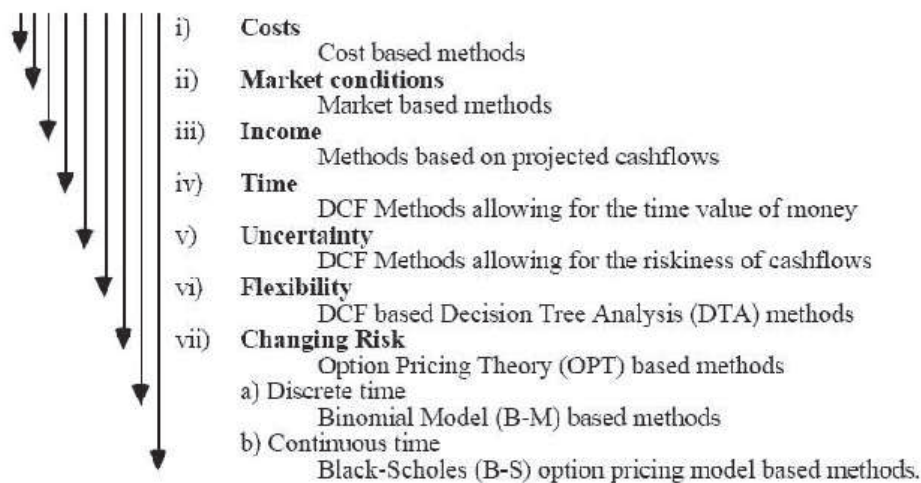 i) Costs
Cost based methods
ii) Market conditions
Market based methods
iii) Income
Methods based on projected cashflows
iv) Time
DCF Methods allowing for the time value of money
v) Uncertainty
DCF Methods allowing for the riskiness of cashflows
vi) Flexibility
DCF based Decision Tree Analysis (DTA) methods
vii) Changing Risk
Option Pricing Theory (OPT) based methods
a) Discrete time
Binomial Model (B-M) based methods
b) Continuous time
Black-Scholes (B-S) option pricing model based methods.